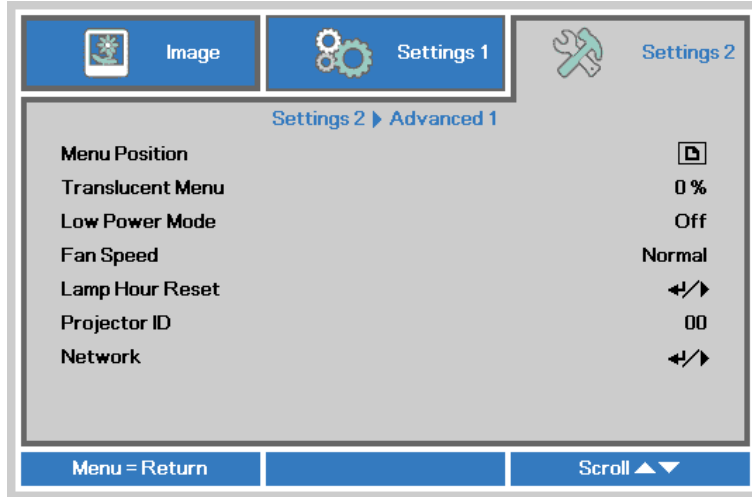 Image
Settings 1
Settings 2
Settings 2 Advanced 1
Menu Position
Translucent Menu 0 %
Low Power Mode Off
Fan Speed Normal
Lamp Hour Reset
Projector ID 00
Network
Menu = Return
Scroll